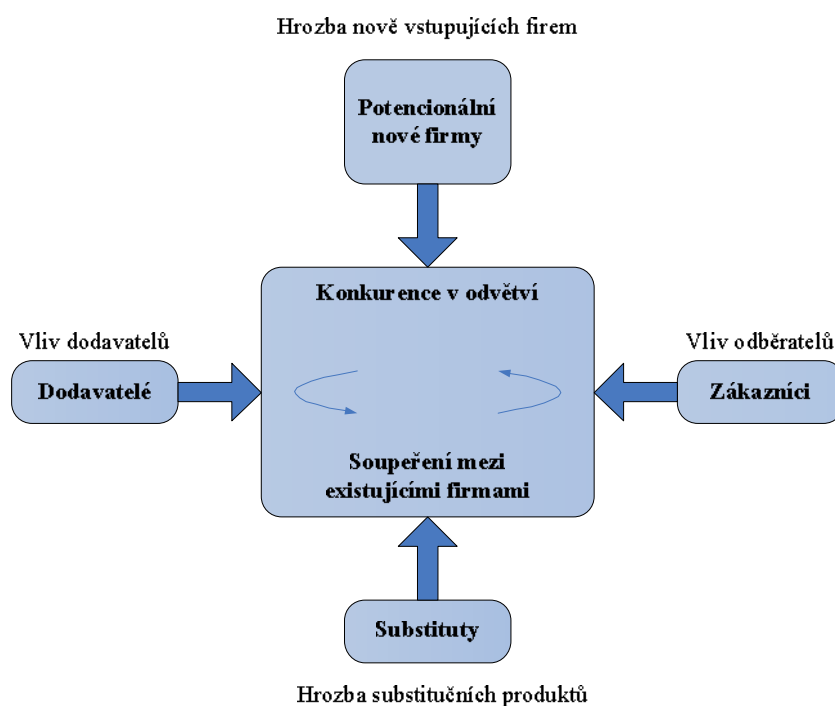 Hrozba nově vstupujících firem
Potencionální
nové firmy
Konkurence v odvětví
Vliv dodavatelů
Dodavatelé
Vliv odběratelů
Zákazníci
Soupeření mezi
existujícími firmami
Substituty
Hrozba substitučních produktů